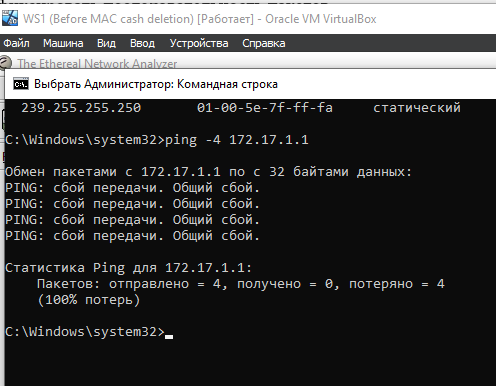 WS1 (Before MAC cash deletion) [Работает] - Oracle VM VirtualBox
Файл Машина Вид Ввод Устройства Справка
The Ethereal Network Analyzer
Выбрать Администратор: Командная строка
239.255.255.250 01-00-5e-7f-ff-fa статический
C:\Windows\system32>ping -4 172.17.1.1
Обмен пакетами с 172.17.1.1 по с 32 байтами данных:
PING: сбой передачи. Общий сбой.
PING: сбой передачи. Общий сбой.
PING: сбой передачи. Общий сбой.
PING: сбой передачи. Общий сбой.
Статистика Ping для 172.17.1.1:
Пакетов: отправлено = 4, получено = 0, потеряно = 4
(100% потерь)
C:\Windows\system32>